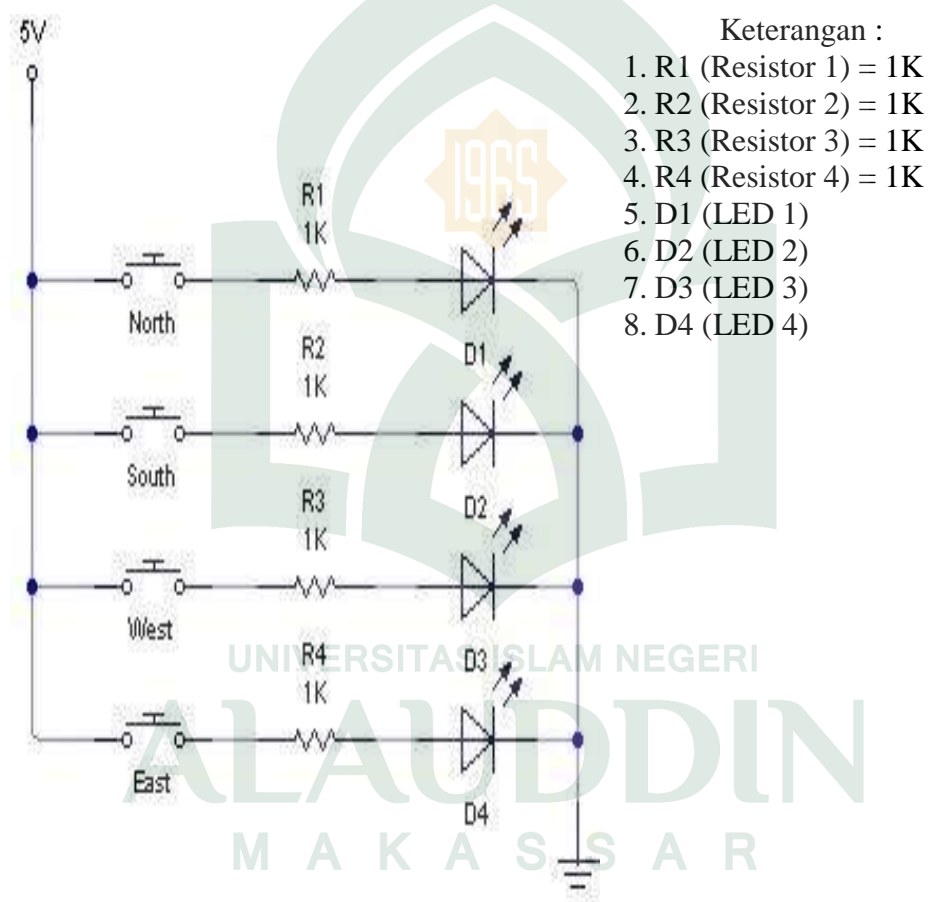 5V
Keterangan :
1. R1 (Resistor 1) = 1K
2. R2 (Resistor 2) = 1K
3. R3 (Resistor 3) = 1K
4. R4 (Resistor 4) = 1K
5. D1 (LED 1)
6. D2 (LED 2)
7. D3 (LED 3)
8. D4 (LED 4)
1965
R1
1K
North
D1
R2
1K
South
D2
R3
1K
West
D3
R4
1K
East
D4
UNIVERSITAS ISLAM NEGERI
ALAUDDIN
MAKASSAR